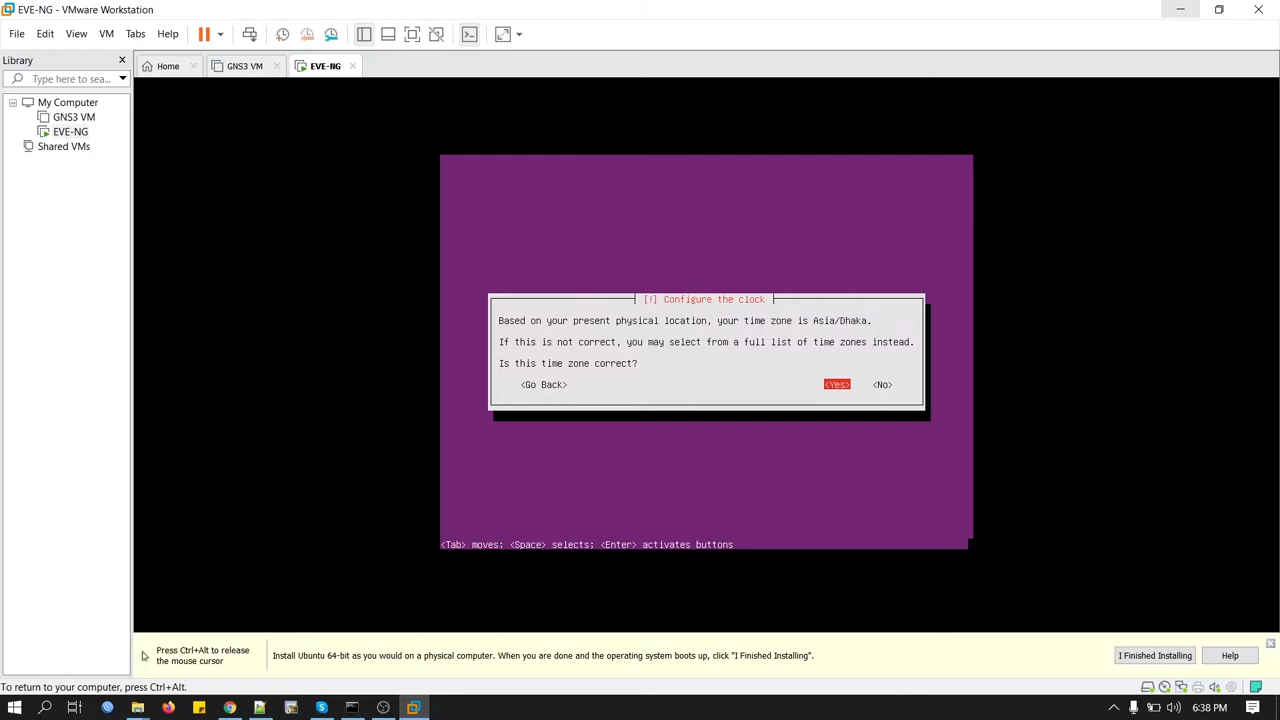 EVE-NG - VMware Workstation
File Edit View VM Tabs Help
Library
Type here to sea...
Home
GNS3 VM
EVE-NG
My Computer
GNS3 VM
EVE-NG
Shared VMs
[!] Configure the clock
Based on your present physical location, your time zone is Asia/Dhaka.
If this is not correct, you may select from a full list of time zones instead.
Is this time zone correct?
<Go Back> <Yes> <No>
<Tab> moves; <Space> selects; <Enter> activates buttons
Press Ctrl+Alt to release
the mouse cursor
Install Ubuntu 64-bit as you would on a physical computer. When you are done and the operating system boots up, click "I Finished Installing".
I Finished Installing
Help
To return to your computer, press Ctrl+Alt.
6:38 PM